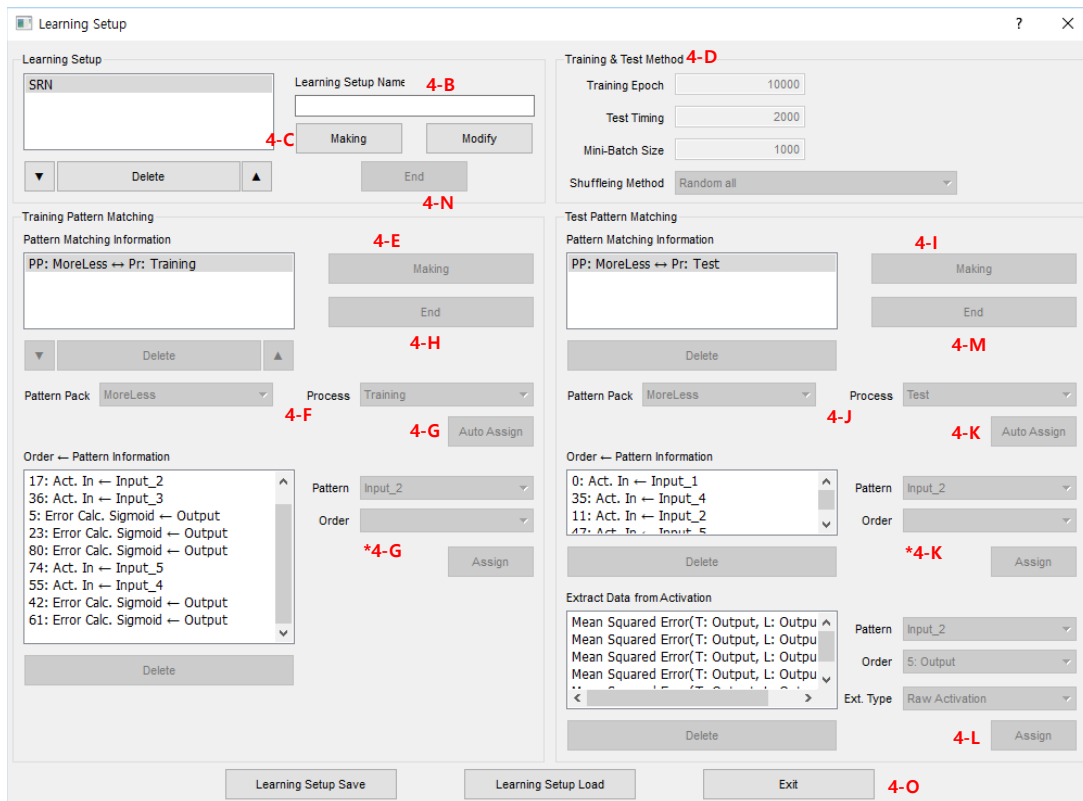 Learning Setup ? ×
Learning Setup
SRN
Learning Setup Name 4-B
4-C Making Modify
▼ Delete ▲ End
4-N
Training & Test Method 4-D
Training Epoch 10000
Test Timing 2000
Mini-Batch Size 1000
Shuffleing Method Random all
Training Pattern Matching
Pattern Matching Information 4-E
PP: MoreLess ↔ Pr: Training
Making
End
4-H
▼ Delete ▲
Pattern Pack MoreLess 4-F Process Training
4-G Auto Assign
Order ← Pattern Information
17: Act. In ← Input_2
36: Act. In ← Input_3
5: Error Calc. Sigmoid ← Output
23: Error Calc. Sigmoid ← Output
80: Error Calc. Sigmoid ← Output
74: Act. In ← Input_5
55: Act. In ← Input_4
42: Error Calc. Sigmoid ← Output
61: Error Calc. Sigmoid ← Output
Pattern Input_2
Order
*4-G
Assign
Delete
Test Pattern Matching
Pattern Matching Information 4-I
PP: MoreLess ↔ Pr: Test
Making
End
4-M
Delete
Pattern Pack MoreLess 4-J Process Test
4-K Auto Assign
Order ← Pattern Information
0: Act. In ← Input_1
35: Act. In ← Input_4
11: Act. In ← Input_2
47: Act. In ← Input_5
Pattern Input_2
Order
*4-K
Delete Assign
Extract Data from Activation
Mean Squared Error(T: Output, L: Outpu
Mean Squared Error(T: Output, L: Outpu
Mean Squared Error(T: Output, L: Outpu
Mean Squared Error(T: Output, L: Outpu
Pattern Input_2
Order 5: Output
Ext. Type Raw Activation
Delete 4-L Assign
Learning Setup Save Learning Setup Load Exit 4-O